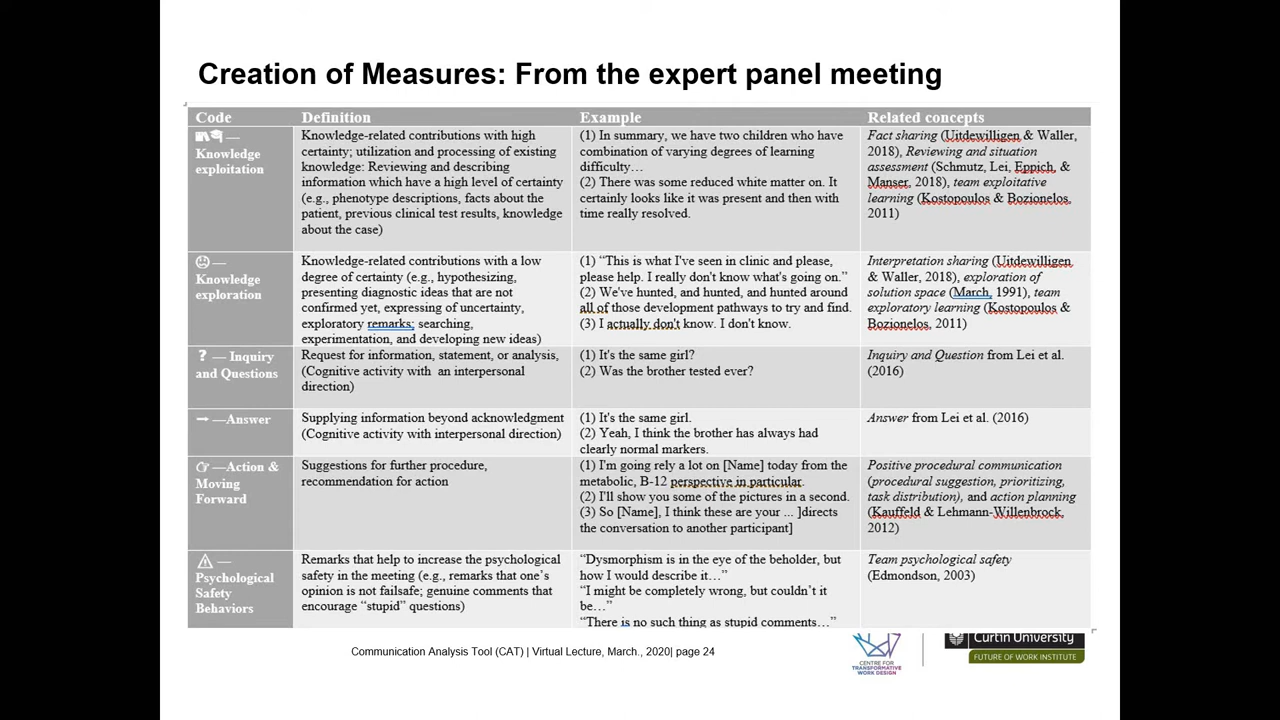 Creation of Measures: From the expert panel meeting
Code Definition Example Related concepts
—
Knowledge
exploitation
Knowledge-related contributions with high
certainty; utilization and processing of existing
knowledge: Reviewing and describing
information which have a high level of certainty
(e.g., phenotype descriptions, facts about the
patient, previous clinical test results, knowledge
about the case)
(1) In summary, we have two children who have
combination of varying degrees of learning
difficulty…
(2) There was some reduced white matter on. It
certainly looks like it was present and then with
time really resolved.
Fact sharing (Uitdewilligen & Waller,
2018), Reviewing and situation
assessment (Schmutz, Lei, Eppich, &
Manser, 2018), team exploitative
learning (Kostopoulos & Bozionelos,
2011)
☹ —
Knowledge
exploration
Knowledge-related contributions with a low
degree of certainty (e.g., hypothesizing,
presenting diagnostic ideas that are not
confirmed yet, expressing of uncertainty,
exploratory remarks; searching,
experimentation, and developing new ideas)
(1) “This is what I've seen in clinic and please,
please help. I really don't know what's going on.”
(2) We've hunted, and hunted, and hunted around
all of those development pathways to try and find.
(3) I actually don't know. I don't know.
Interpretation sharing (Uitdewilligen
& Waller, 2018), exploration of
solution space (March, 1991), team
exploratory learning (Kostopoulos &
Bozionelos, 2011)
? — Inquiry
and Questions
Request for information, statement, or analysis,
(Cognitive activity with an interpersonal
direction)
(1) It's the same girl?
(2) Was the brother tested ever?
Inquiry and Question from Lei et al.
(2016)
→ —Answer
Supplying information beyond acknowledgment
(Cognitive activity with interpersonal direction)
(1) It's the same girl.
(2) Yeah, I think the brother has always had
clearly normal markers.
Answer from Lei et al. (2016)
☞ —Action &
Moving
Forward
Suggestions for further procedure,
recommendation for action
(1) I'm going rely a lot on [Name] today from the
metabolic, B-12 perspective in particular.
(2) I'll show you some of the pictures in a second.
(3) So [Name], I think these are your ... ]directs
the conversation to another participant]
Positive procedural communication
(procedural suggestion, prioritizing,
task distribution), and action planning
(Kauffeld & Lehmann-Willenbrock,
2012)
⚠ —
Psychological
Safety
Behaviors
Remarks that help to increase the psychological
safety in the meeting (e.g., remarks that one’s
opinion is not failsafe; genuine comments that
encourage “stupid” questions)
“Dysmorphism is in the eye of the beholder, but
how I would describe it…”
“I might be completely wrong, but couldn’t it
be…”
“There is no such thing as stupid comments…”
Team psychological safety
(Edmondson, 2003)
Communication Analysis Tool (CAT) | Virtual Lecture, March., 2020| page 24
CENTRE FOR
TRANSFORMATIVE
WORK DESIGN
Curtin University
FUTURE OF WORK INSTITUTE